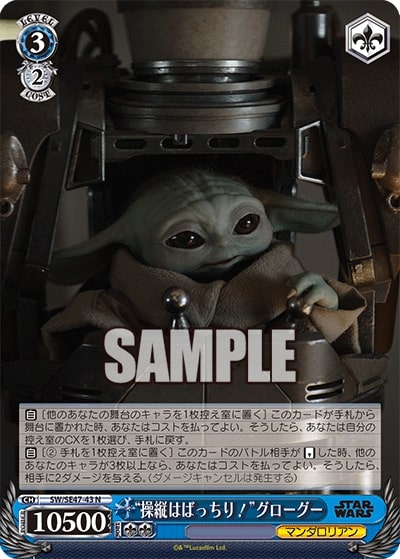 LEVEL
3
2
COST
SAMPLE
自 [他のあなたの舞台のキャラを1枚控え室に置く] このカードが手札から
舞台に置かれた時、あなたはコストを払ってよい。そうしたら、あなたは自分の
控え室のCXを1枚選び、手札に戻す。
自 [② 手札を1枚控え室に置く] このカードのバトル相手が した時、他の
あなたのキャラが3枚以上なら、あなたはコストを払ってよい。そうしたら、
相手に2ダメージを与える。(ダメージキャンセルは発生する)
CH SW/SE47-43 N
10500
“操縦はばっちり！”グローグー
STAR WARS
マンダロリアン
©&™Lucasfilm Ltd.